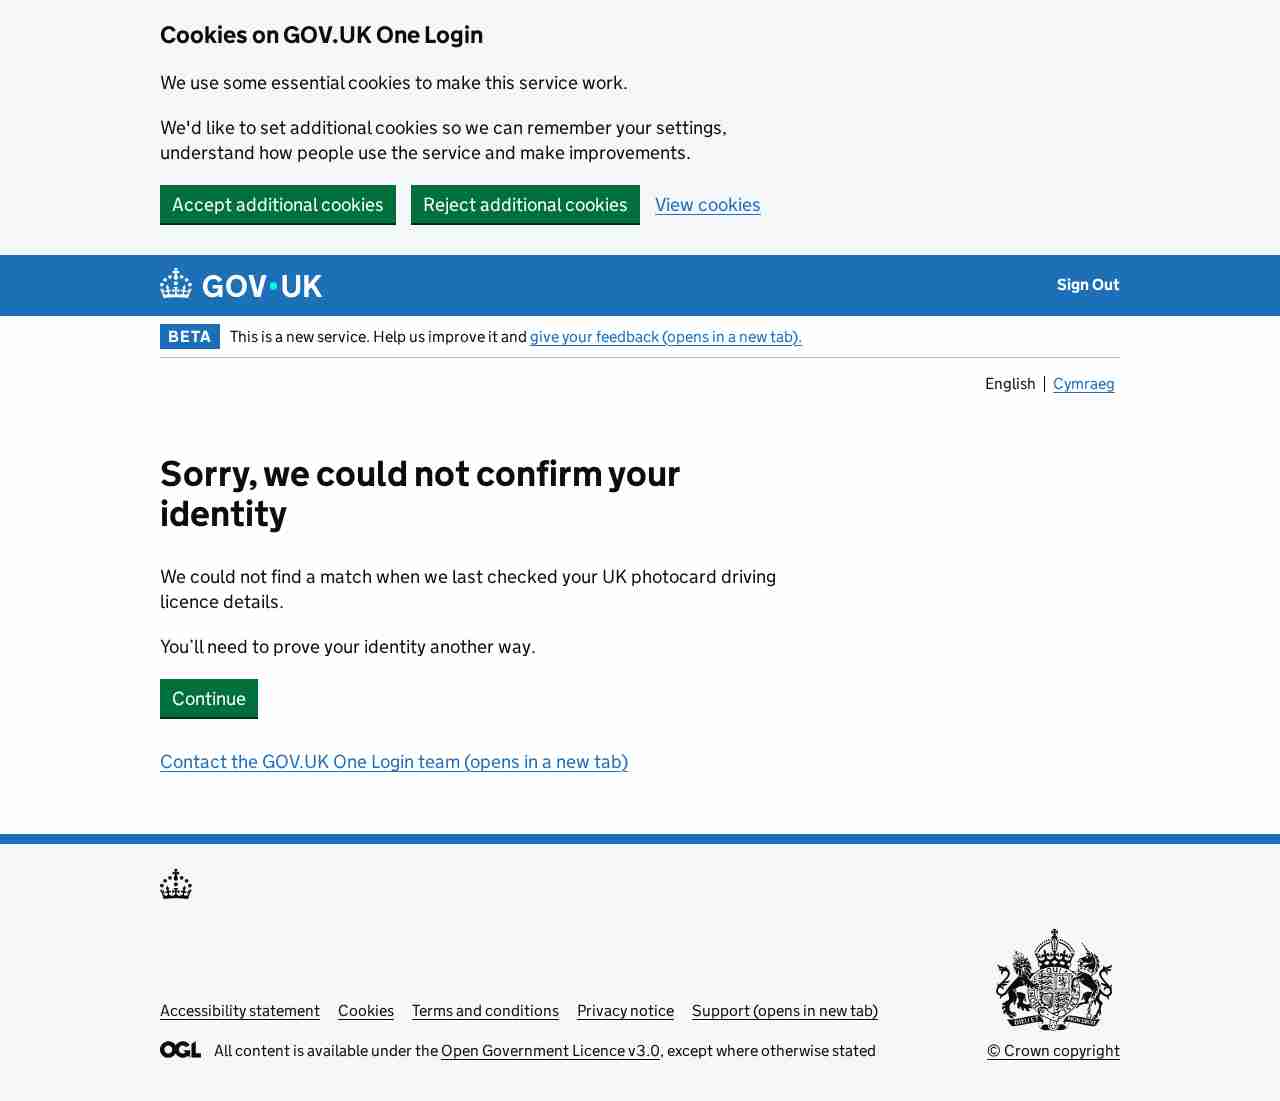 Cookies on GOV.UK One Login
We use some essential cookies to make this service work.
We'd like to set additional cookies so we can remember your settings,
understand how people use the service and make improvements.
Accept additional cookies Reject additional cookies View cookies
GOV•UK Sign Out
BETA This is a new service. Help us improve it and give your feedback (opens in a new tab).
English Cymraeg
Sorry, we could not confirm your
identity
We could not find a match when we last checked your UK photocard driving
licence details.
You’ll need to prove your identity another way.
Continue
Contact the GOV.UK One Login team (opens in a new tab)
Accessibility statement Cookies Terms and conditions Privacy notice Support (opens in new tab)
OGL All content is available under the Open Government Licence v3.0, except where otherwise stated
© Crown copyright